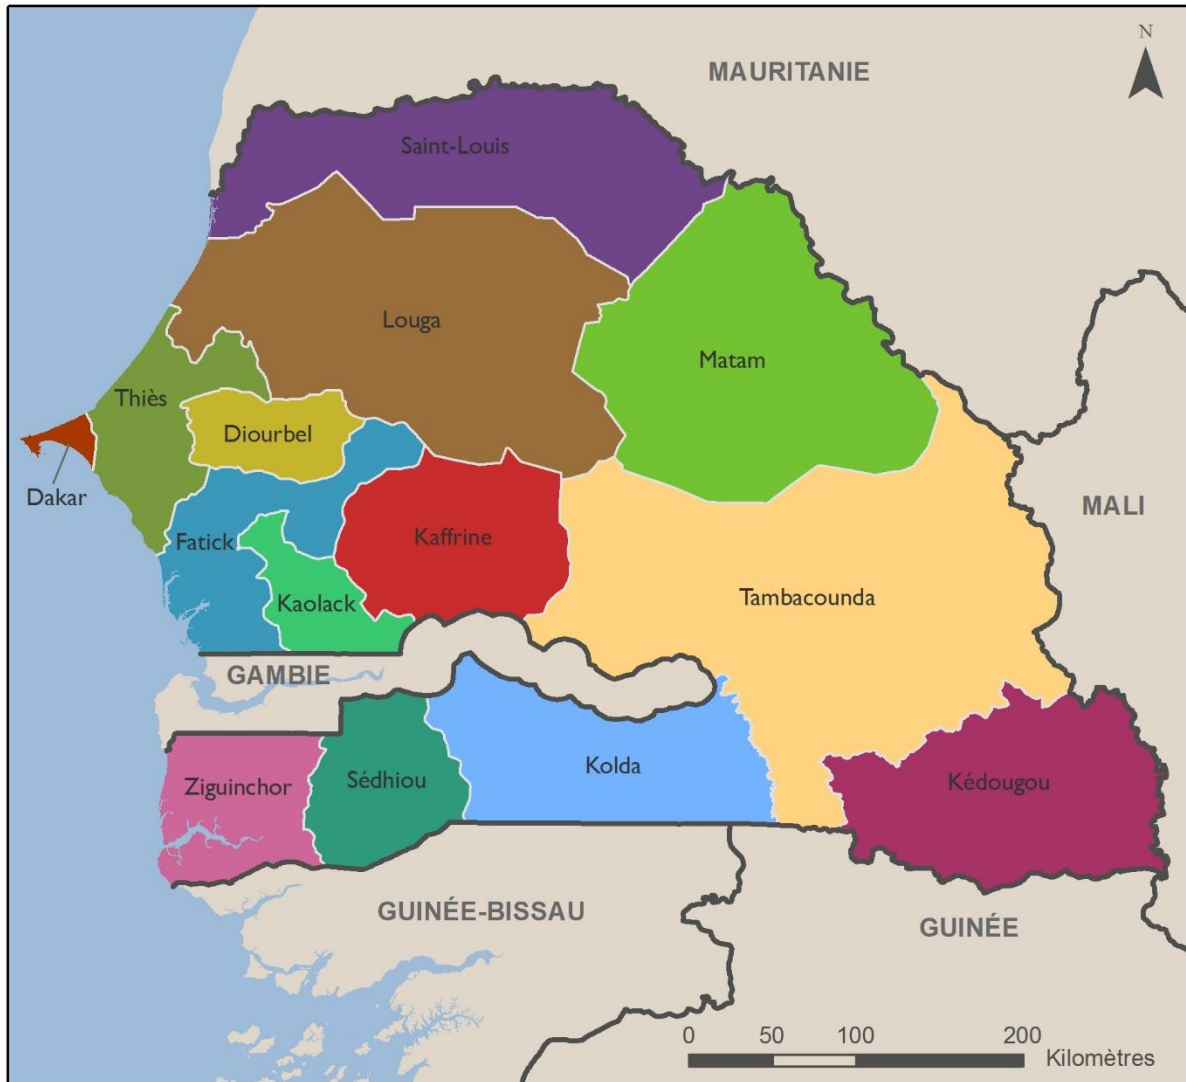 N
MAURITANIE
Saint-Louis
Louga
Matam
Thiès
Diourbel
Dakar
MALI
Fatick
Kaffrine
Kaolack
Tambacounda
GAMBIE
Ziguinchor
Sédhiou
Kolda
Kédougou
GUINÉE-BISSAU
GUINÉE
0 50 100 200
Kilomètres